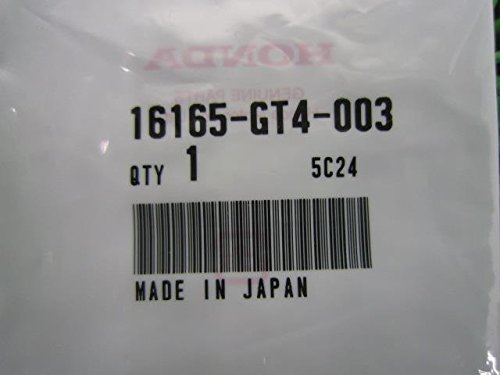 HONDA
GENUINE PARTS
16165-GT4-003
QTY 1 5C24
MADE IN JAPAN